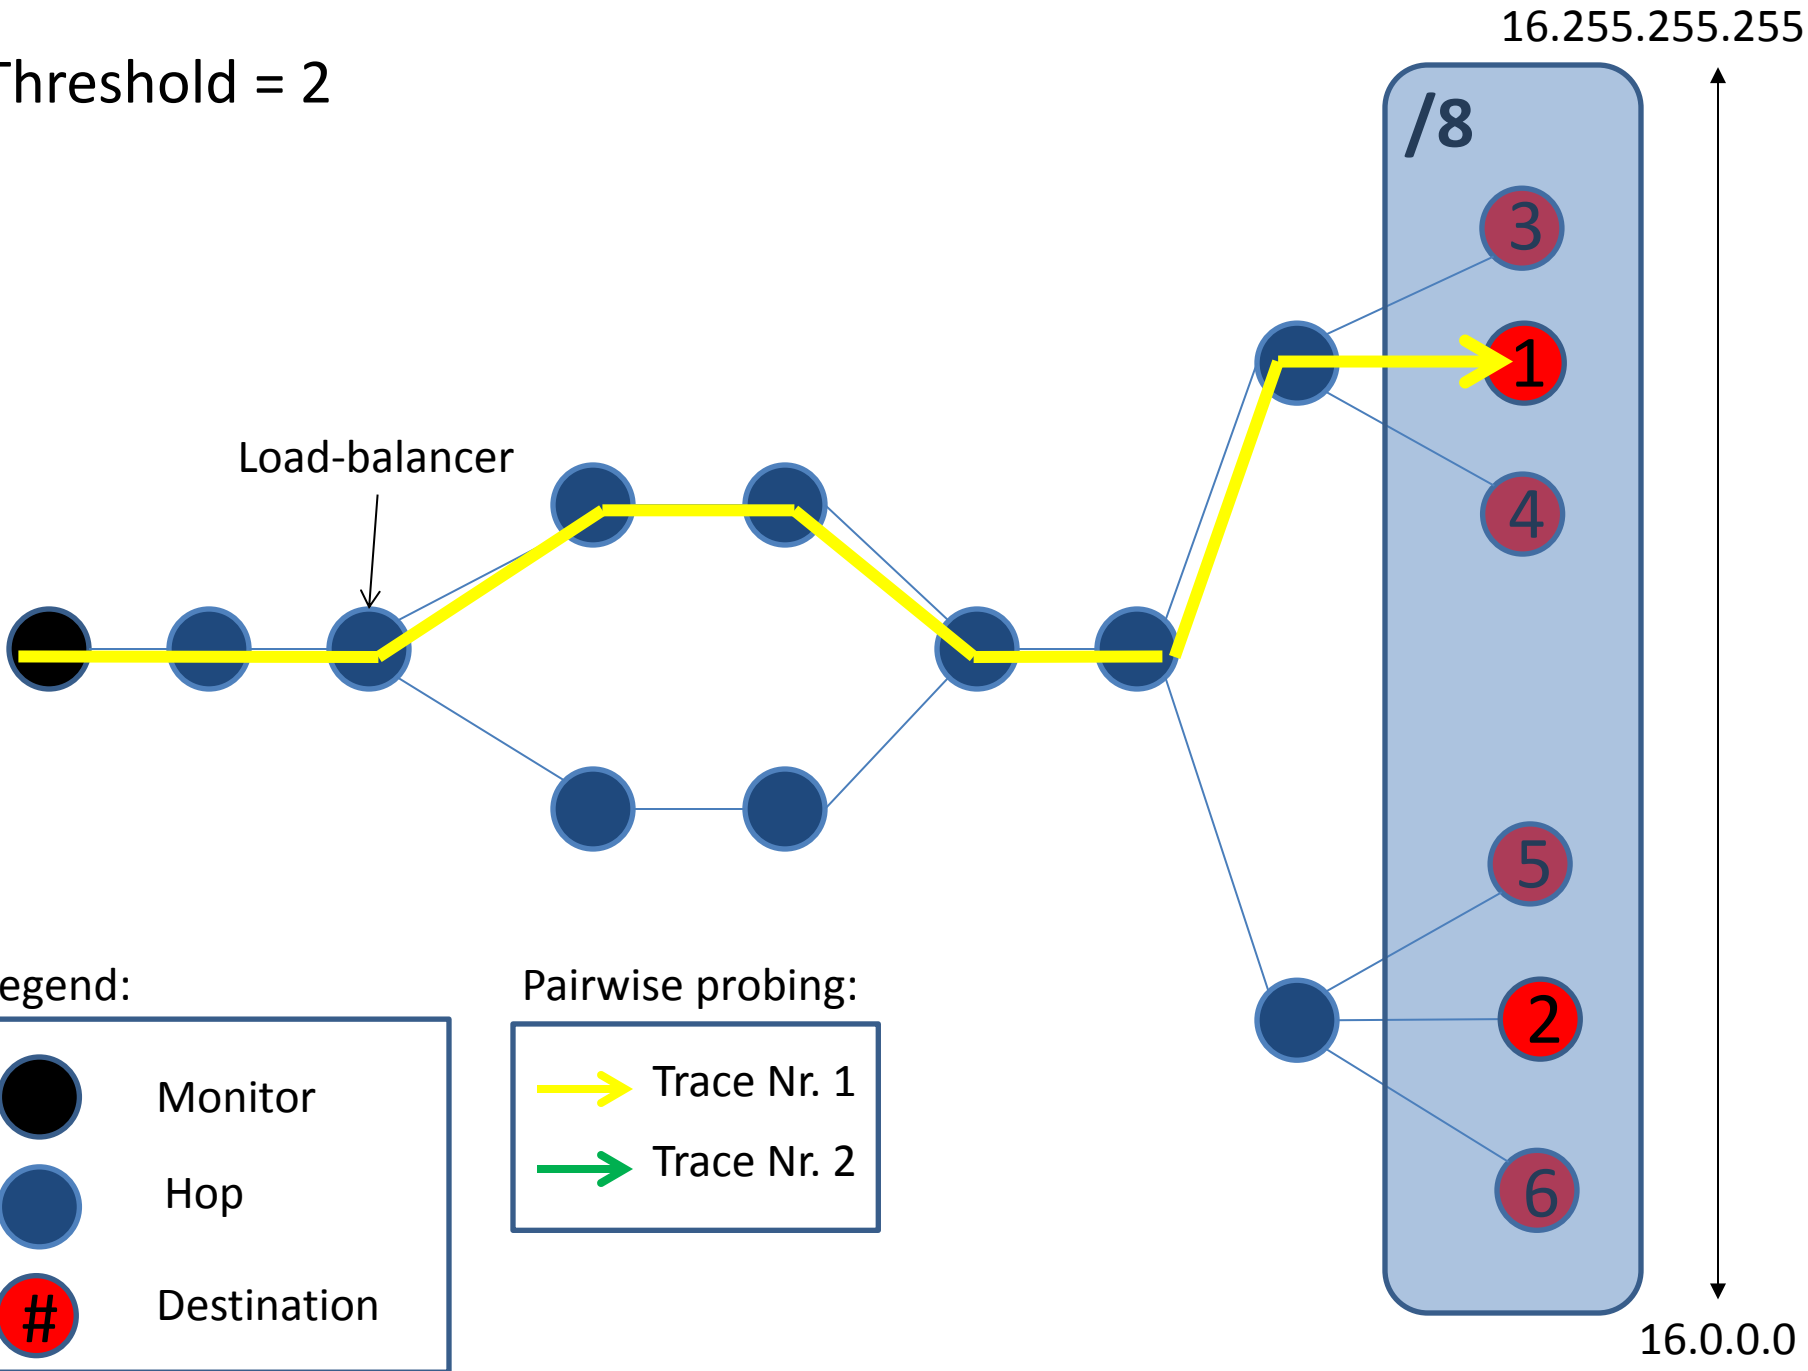 16.255.255.255
Threshold = 2
/8
3
1
Load-balancer
4
5
egend:
Pairwise probing:
2
Trace Nr. 1
Monitor
Trace Nr. 2
Hop
6
Destination
#
16.0.0.0